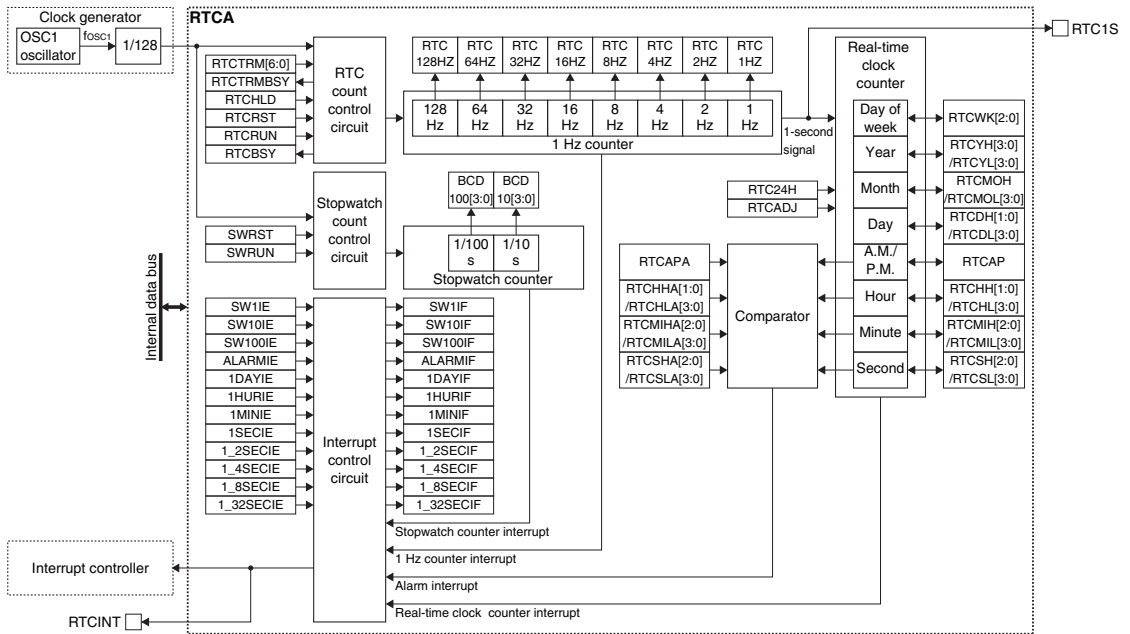 Clock generator
OSC1
oscillator
fOSC1
1/128
RTCA
RTCTRM[6:0]
RTCTRMBSY
RTCHLD
RTCRST
RTCRUN
RTCBSY
RTC
count
control
circuit
RTC
128HZ
RTC
64HZ
RTC
32HZ
RTC
16HZ
RTC
8HZ
RTC
4HZ
RTC
2HZ
RTC
1HZ
128
Hz
64
Hz
32
Hz
16
Hz
8
Hz
4
Hz
2
Hz
1
Hz
1 Hz counter
1-second
signal
RTC1S
Real-time
clock
counter
Day of
week
Year
Month
Day
A.M./
P.M.
Hour
Minute
Second
RTCWK[2:0]
RTCYH[3:0]
/RTCYL[3:0]
RTCMOH
/RTCMOL[3:0]
RTCDH[1:0]
/RTCDL[3:0]
RTCAP
RTCHH[1:0]
/RTCHL[3:0]
RTCMIH[2:0]
/RTCMIL[3:0]
RTCSH[2:0]
/RTCSL[3:0]
RTC24H
RTCADJ
Stopwatch
count
control
circuit
SWRST
SWRUN
BCD
100[3:0]
BCD
10[3:0]
1/100
s
1/10
s
Stopwatch counter
RTCAPA
RTCHHA[1:0]
/RTCHLA[3:0]
RTCMIHA[2:0]
/RTCMILA[3:0]
RTCSHA[2:0]
/RTCSLA[3:0]
Comparator
Internal data bus
SW1IE
SW10IE
SW100IE
ALARMIE
1DAYIE
1HURIE
1MINIE
1SECIE
1_2SECIE
1_4SECIE
1_8SECIE
1_32SECIE
Interrupt
control
circuit
SW1IF
SW10IF
SW100IF
ALARMIF
1DAYIF
1HURIF
1MINIF
1SECIF
1_2SECIF
1_4SECIF
1_8SECIF
1_32SECIF
Stopwatch counter interrupt
1 Hz counter interrupt
Alarm interrupt
Real-time clock counter interrupt
Interrupt controller
RTCINT